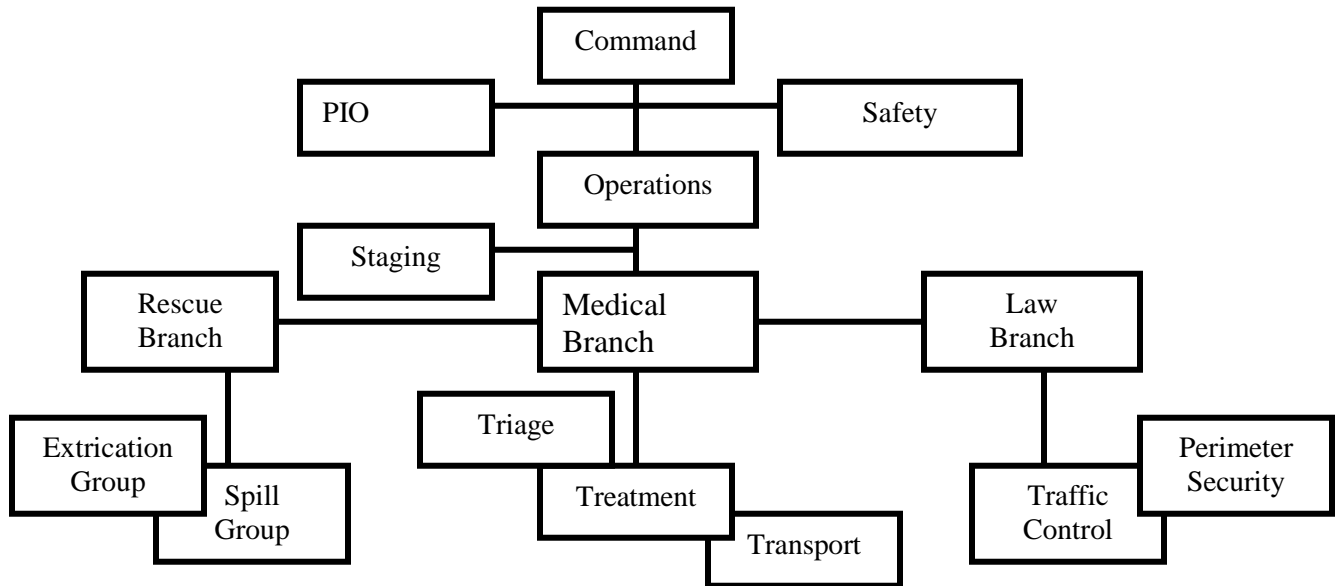 Command
PIO
Safety
Operations
Staging
Rescue
Branch
Medical
Branch
Law
Branch
Triage
Extrication
Group
Perimeter
Security
Spill
Group
Treatment
Traffic
Control
Transport